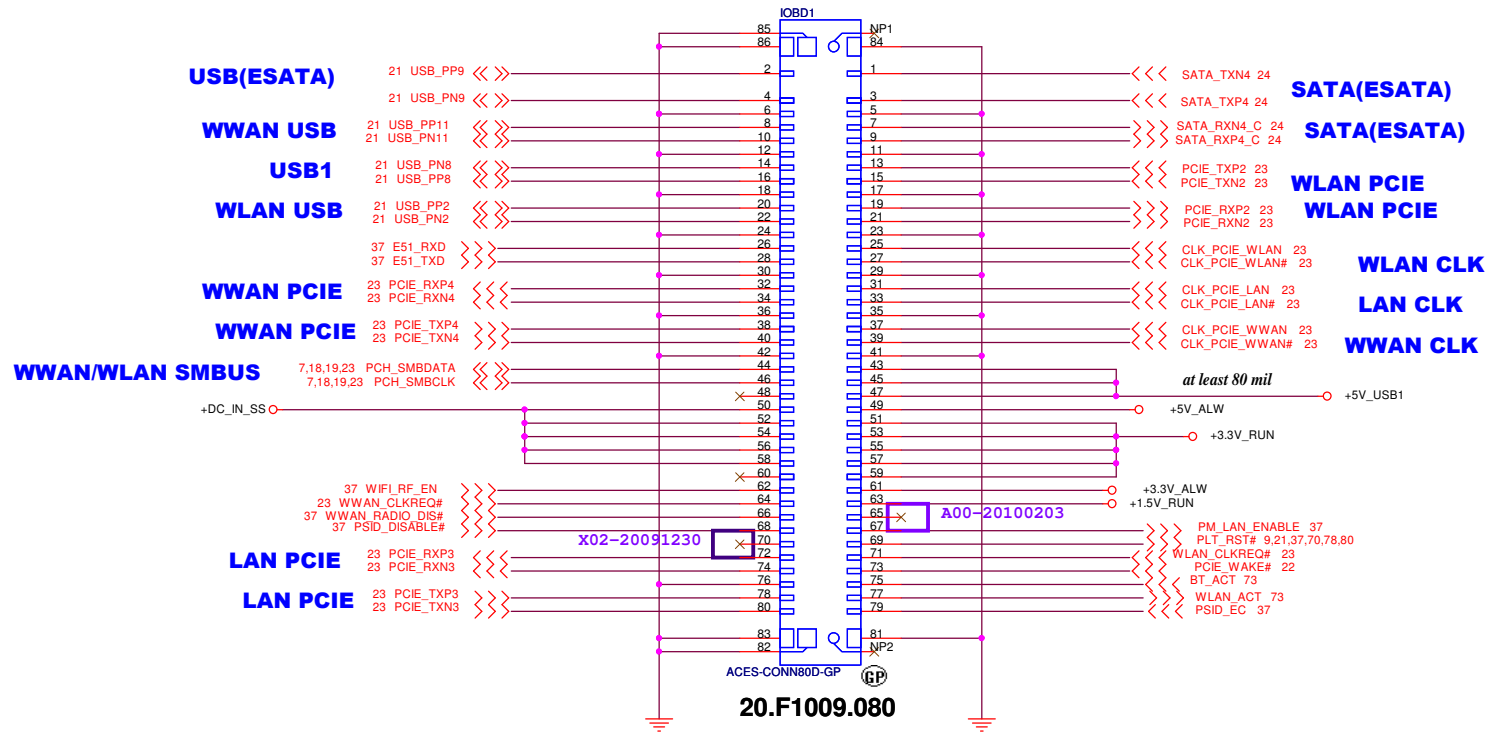 IOBD1
85 NP1
86 84
USB(ESATA) 21 USB_PP9 2 1 SATA_TXN4 24
SATA(ESATA)
21 USB_PN9 4 3 SATA_TXP4 24
6 5
WWAN USB 21 USB_PP11 8 7 SATA_RXN4_C 24 SATA(ESATA)
21 USB_PN11 10 9 SATA_RXP4_C 24
12 11
USB1 21 USB_PN8 14 13 PCIE_TXP2 23
21 USB_PP8 16 15 PCIE_TXN2 23 WLAN PCIE
18 17
WLAN USB 21 USB_PP2 20 19 PCIE_RXP2 23 WLAN PCIE
21 USB_PN2 22 21 PCIE_RXN2 23
24 23
37 E51_RXD 26 25 CLK_PCIE_WLAN 23
37 E51_TXD 28 27 CLK_PCIE_WLAN# 23 WLAN CLK
30 29
WWAN PCIE 23 PCIE_RXP4 32 31 CLK_PCIE_LAN 23
23 PCIE_RXN4 34 33 CLK_PCIE_LAN# 23 LAN CLK
36 35
WWAN PCIE 23 PCIE_TXP4 38 37 CLK_PCIE_WWAN 23
23 PCIE_TXN4 40 39 CLK_PCIE_WWAN# 23 WWAN CLK
42 41
WWAN/WLAN SMBUS 7,18,19,23 PCH_SMBDATA 44 43
7,18,19,23 PCH_SMBCLK 46 45 at least 80 mil
48 47 +5V_USB1
+DC_IN_SS 50 49 +5V_ALW
52 51
54 53 +3.3V_RUN
56 55
58 57
60 59
37 WIFI_RF_EN 62 61 +3.3V_ALW
23 WWAN_CLKREQ# 64 63 +1.5V_RUN
37 WWAN_RADIO_DIS# 66 65 A00-20100203
37 PSID_DISABLE# 68 67 PM_LAN_ENABLE 37
X02-20091230 70 69 PLT_RST# 9,21,37,70,78,80
LAN PCIE 23 PCIE_RXP3 72 71 WLAN_CLKREQ# 23
23 PCIE_RXN3 74 73 PCIE_WAKE# 22
76 75 BT_ACT 73
LAN PCIE 23 PCIE_TXP3 78 77 WLAN_ACT 73
23 PCIE_TXN3 80 79 PSID_EC 37
83 81
82 NP2
ACES-CONN80D-GP GP
20.F1009.080